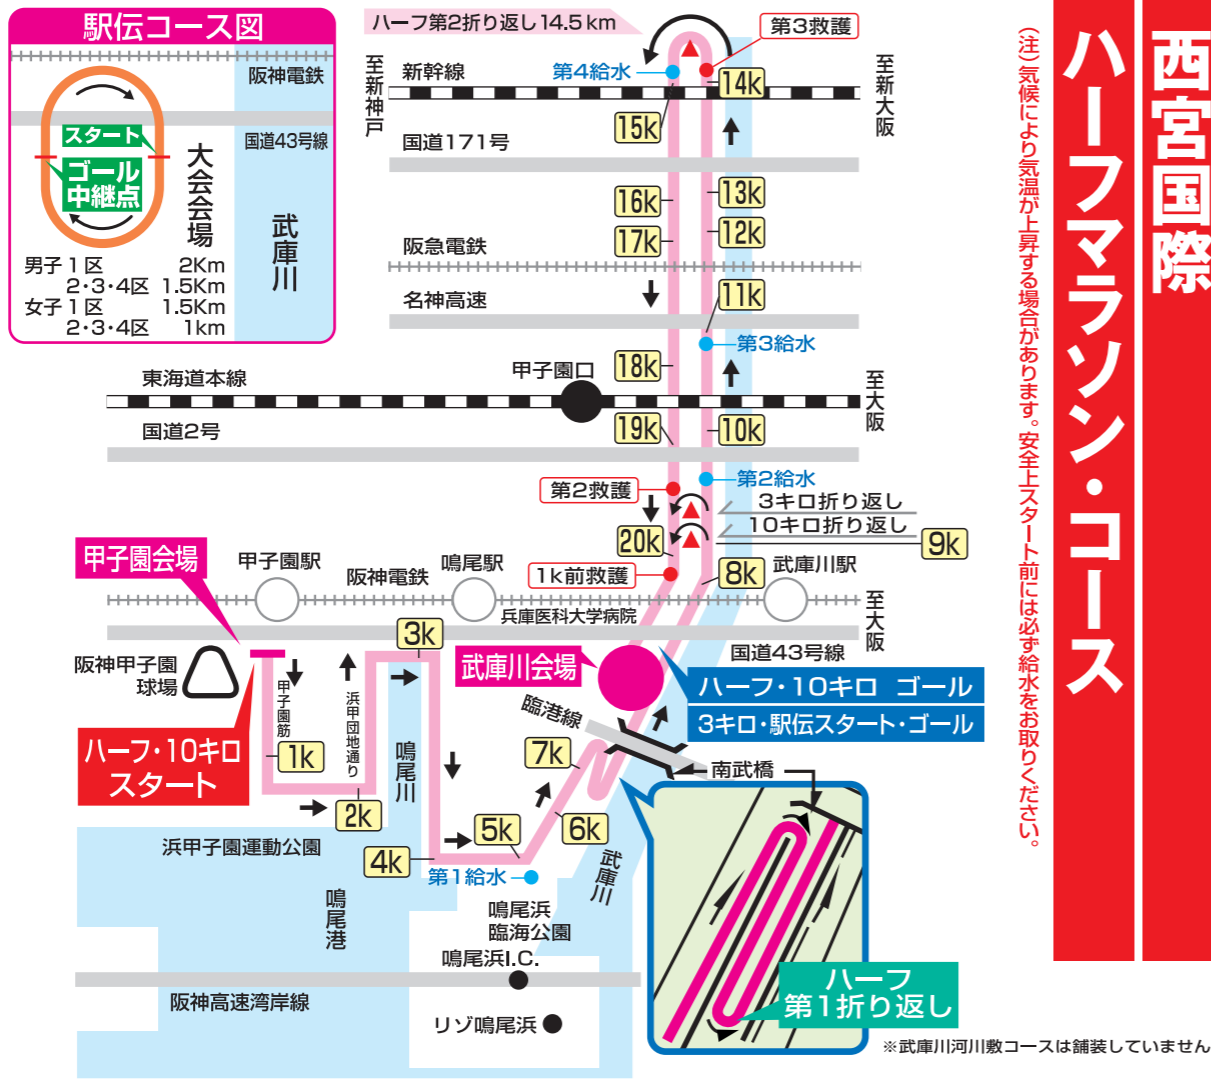 西宮国際
ハーフマラソン・コース
(注)気候により気温が上昇する場合があります。安全上スタート前には必ず給水をお取りください。
駅伝コース図
阪神電鉄
国道43号線
スタート
ゴール
中継点
大会会場
武庫川
男子1区 2Km
2・3・4区 1.5Km
女子1区 1.5Km
2・3・4区 1km
ハーフ第2折り返し14.5km
第3救護
至新神戸
新幹線
第4給水
14k
至新大阪
15k
国道171号
13k
16k
12k
17k
阪急電鉄
11k
名神高速
第3給水
18k
甲子園口
東海道本線
至大阪
国道2号
19k
10k
第2給水
第2救護
3キロ折り返し
10キロ折り返し
20k
9k
1k前救護
8k
武庫川駅
甲子園会場
甲子園駅
阪神電鉄
鳴尾駅
兵庫医科大学病院
至大阪
3k
国道43号線
阪神甲子園
球場
武庫川会場
ハーフ・10キロ ゴール
3キロ・駅伝スタート・ゴール
甲子園筋
浜甲団地通り
鳴尾川
臨港線
ハーフ・10キロ
スタート
1k
7k
南武橋
2k
5k
6k
浜甲子園運動公園
4k
第1給水
武庫川
鳴尾港
鳴尾浜
臨海公園
鳴尾浜I.C.
阪神高速湾岸線
リゾ鳴尾浜
ハーフ
第1折り返し
※武庫川河川敷コースは舗装していません